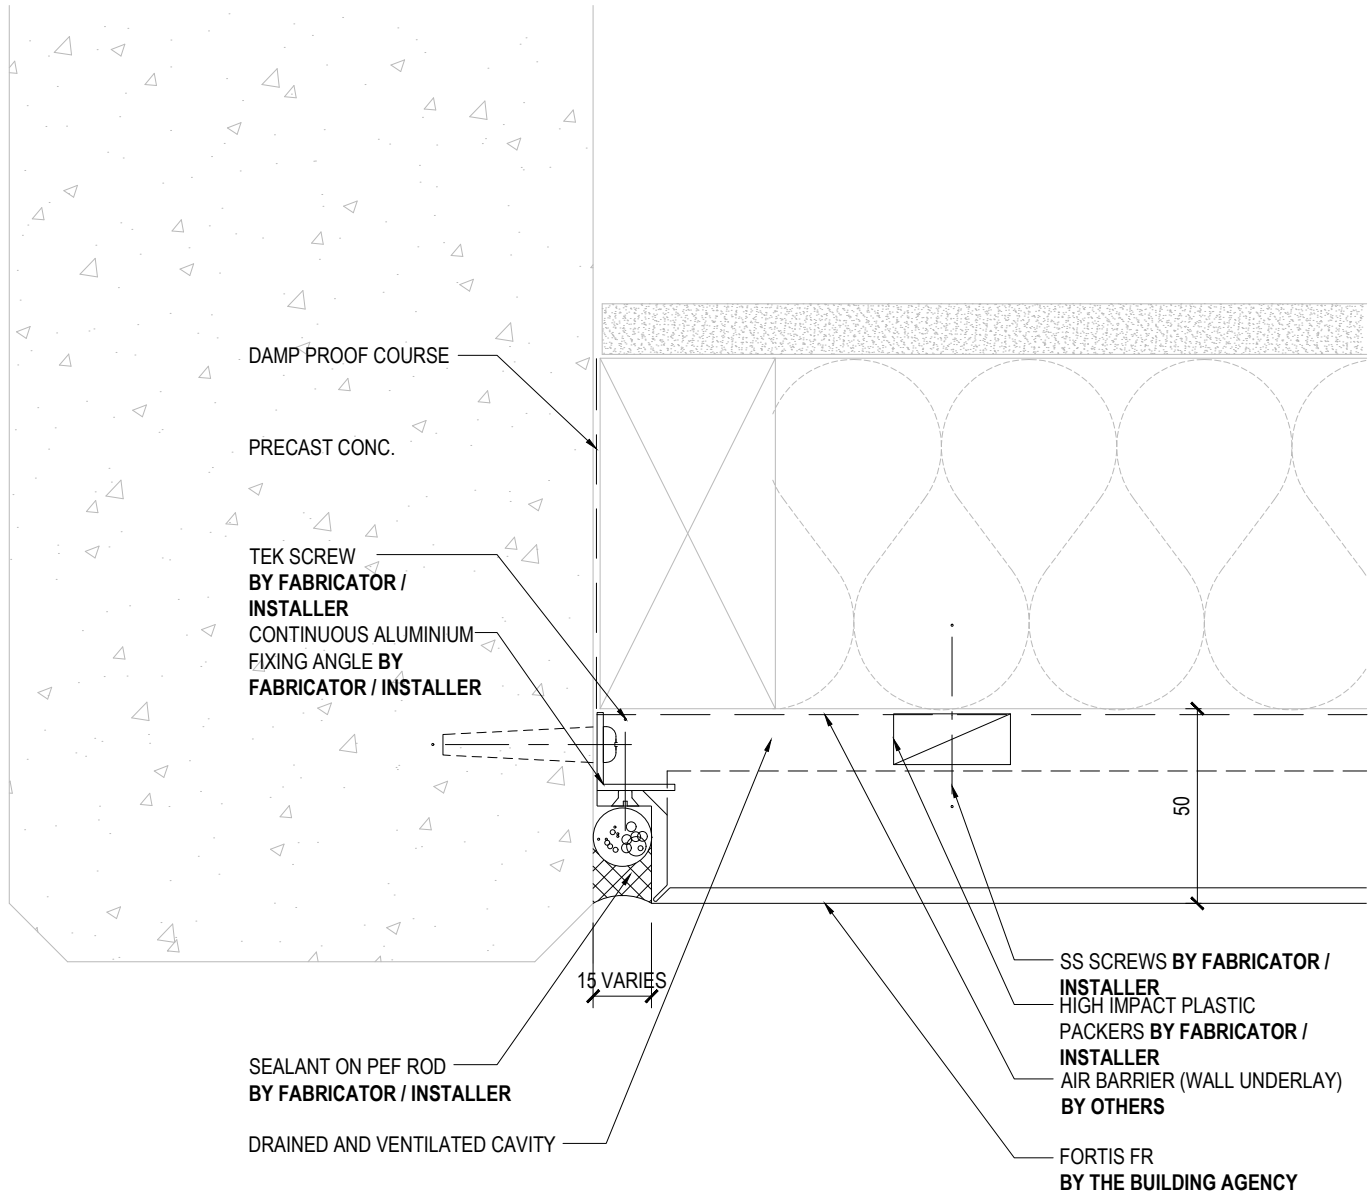 DAMP PROOF COURSE
PRECAST CONC.
TEK SCREW
BY FABRICATOR /
INSTALLER
CONTINUOUS ALUMINIUM
FIXING ANGLE BY
FABRICATOR / INSTALLER
50
15 VARIES
SEALANT ON PEF ROD
BY FABRICATOR / INSTALLER
DRAINED AND VENTILATED CAVITY
SS SCREWS BY FABRICATOR /
INSTALLER
HIGH IMPACT PLASTIC
PACKERS BY FABRICATOR /
INSTALLER
AIR BARRIER (WALL UNDERLAY)
BY OTHERS
FORTIS FR
BY THE BUILDING AGENCY